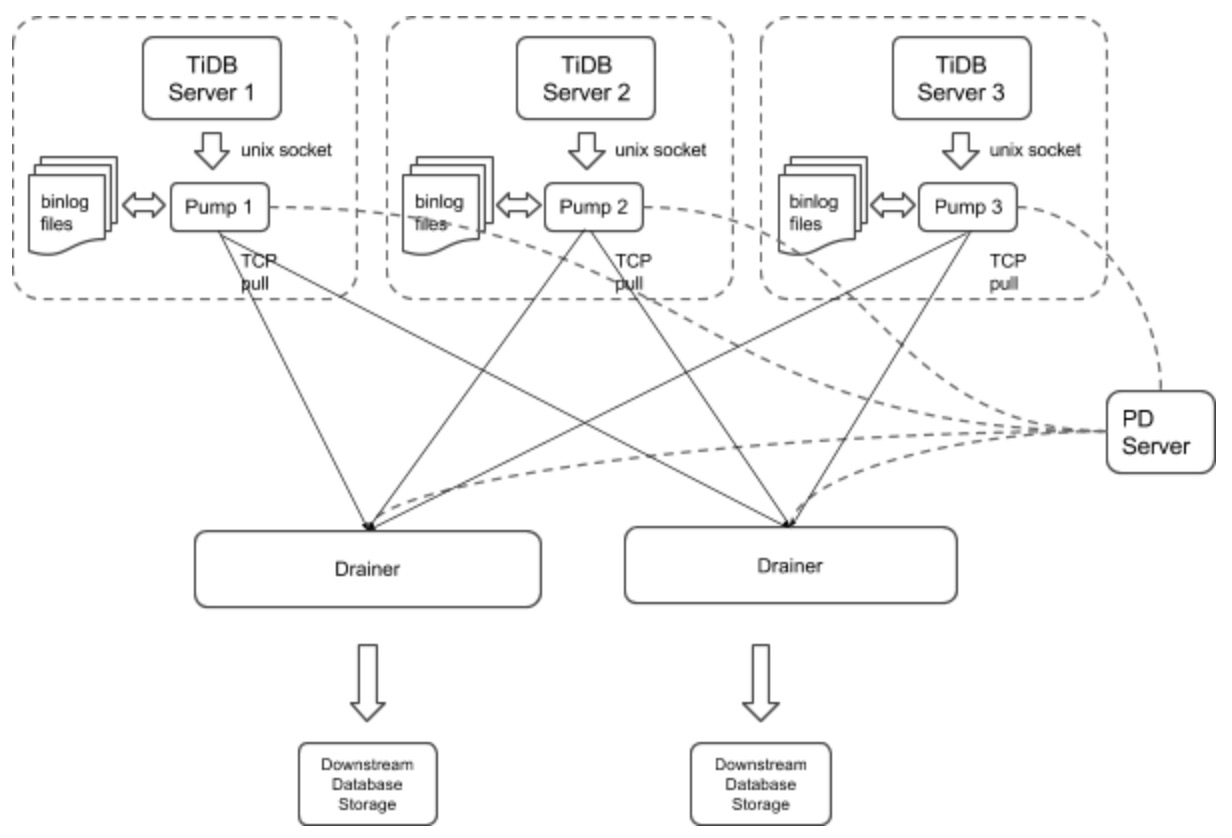 TiDB
Server 1
TiDB
Server 2
TiDB
Server 3
unix socket
unix socket
unix socket
binlog
files
Pump 1
binlog
files
Pump 2
binlog
files
Pump 3
TCP
pull
TCP
pull
TCP
pull
PD
Server
Drainer
Drainer
Downstream
Database
Storage
Downstream
Database
Storage